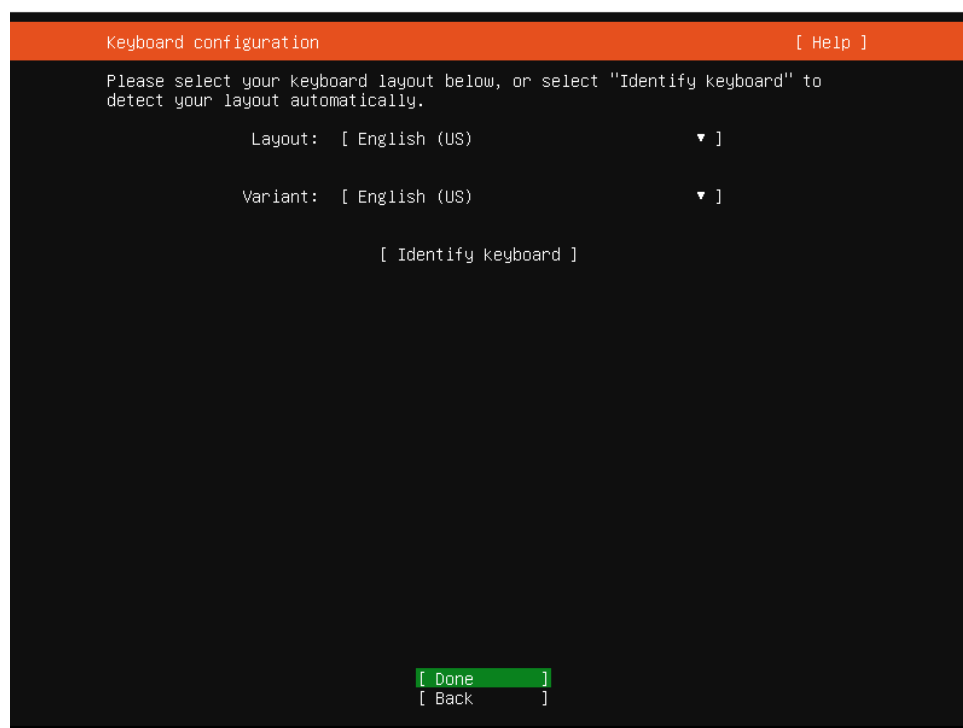 Keyboard configuration [ Help ]
Please select your keyboard layout below, or select "Identify keyboard" to
detect your layout automatically.
Layout: [ English (US) ▾ ]
Variant: [ English (US) ▾ ]
[ Identify keyboard ]
[ Done ]
[ Back ]